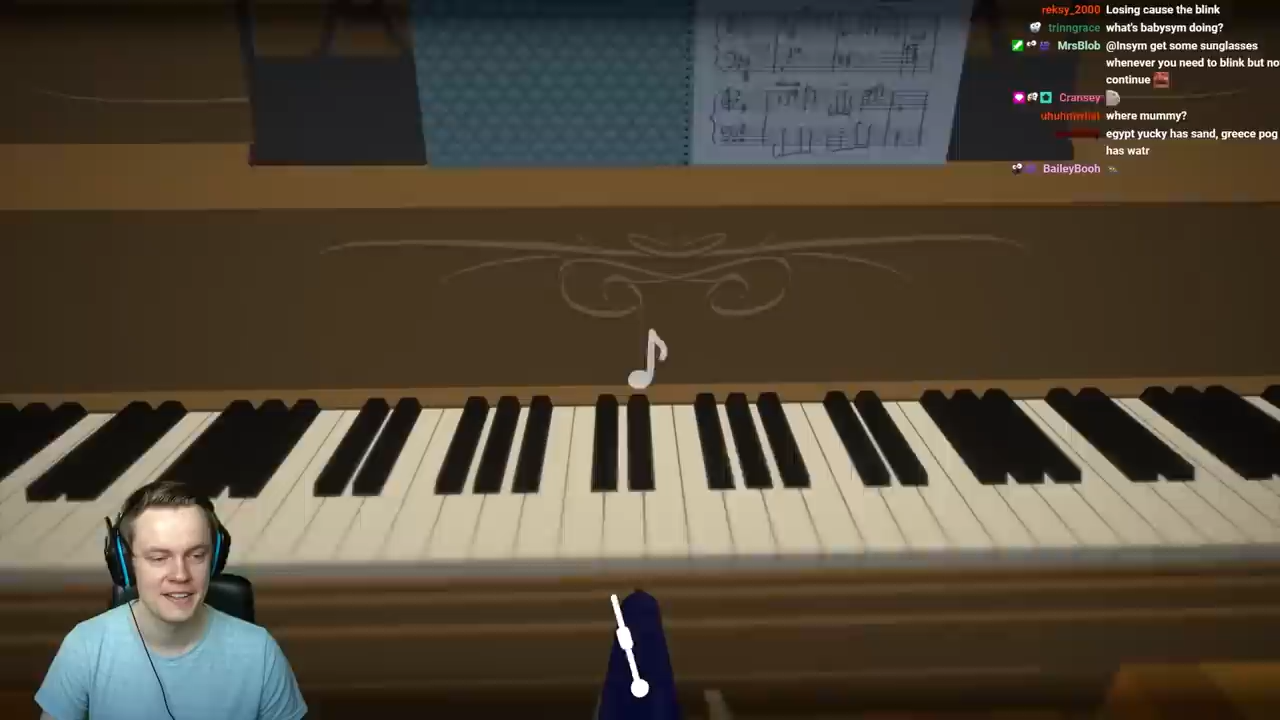 reksy_2000 Losing cause the blink
trinngrace what's babysym doing?
MrsBlob @Insym get some sunglasses
whenever you need to blink but no
continue
Cransey
where mummy?
egypt yucky has sand, greece pog
has watr
BaileyBooh